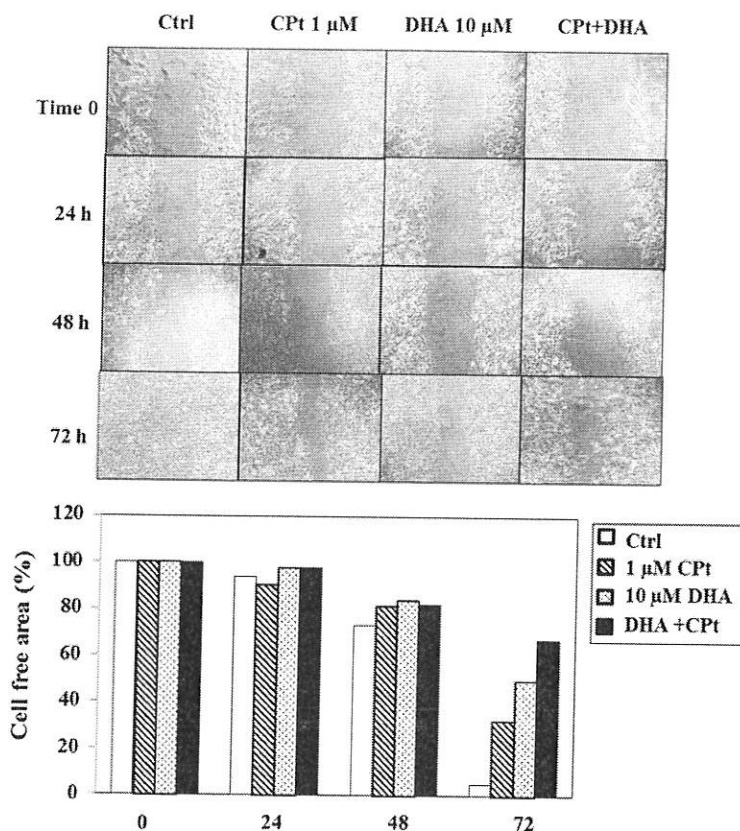 Ctrl CPt 1 µM DHA 10 µM CPt+DHA
Time 0
24 h
48 h
72 h
120
100
80
60
40
20
0
Cell free area (%)
0 24 48 72
Ctrl
1 µM CPt
10 µM DHA
DHA +CPt